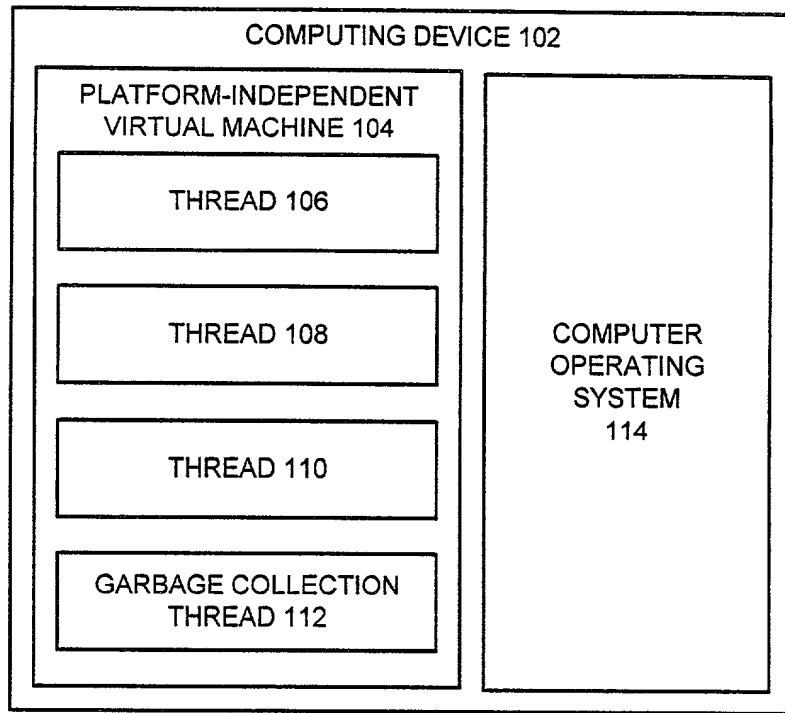 COMPUTING DEVICE 102
PLATFORM-INDEPENDENT
VIRTUAL MACHINE 104
THREAD 106
THREAD 108
THREAD 110
GARBAGE COLLECTION
THREAD 112
COMPUTER
OPERATING
SYSTEM
114